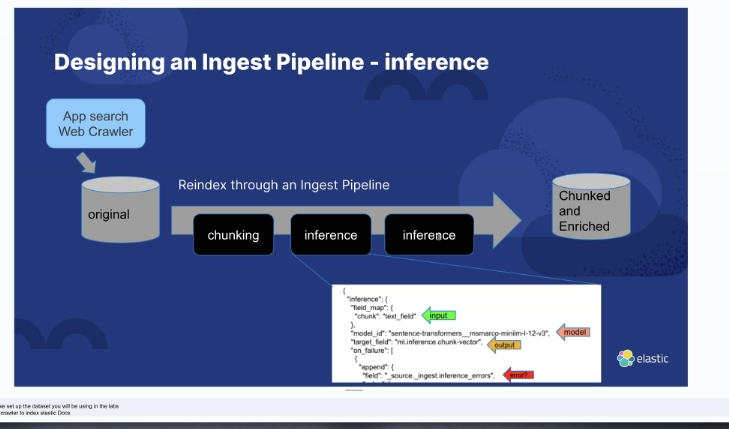 Designing an Ingest Pipeline - inference
App search
Web Crawler
Reindex through an Ingest Pipeline
original
chunking
inference
inference
Chunked
and
Enriched
{
"inference": {
"field_map": {
"chunk": "text_field"
input
},
"model_id": "sentence-transformers__msmarco-minilm-l-12-v3",
model
"target_field": "ml.inference.chunk-vector",
output
"on_failure": [
{
"append": {
"field": "_source._ingest.inference_errors",
error?
elastic
set up the dataset you will be using in the labs
crawler to index elastic Docs